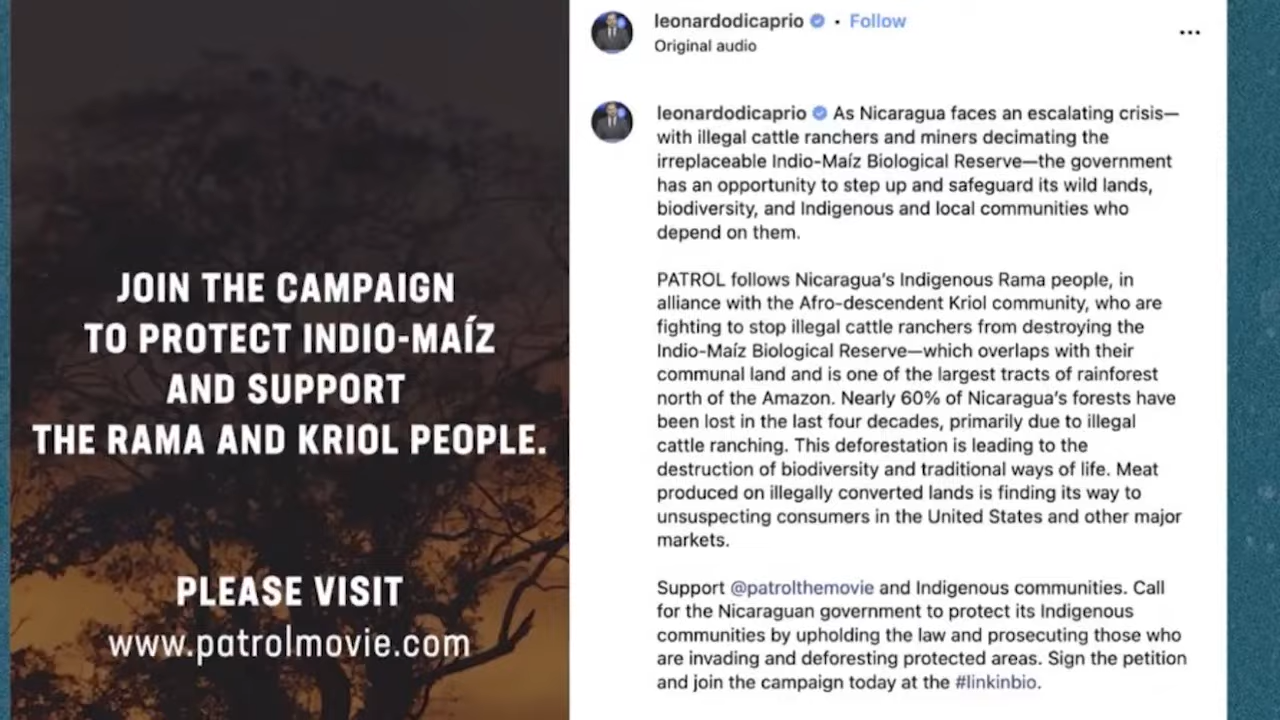 JOIN THE CAMPAIGN
TO PROTECT INDIO-MAÍZ
AND SUPPORT
THE RAMA AND KRIOL PEOPLE.
PLEASE VISIT
www.patrolmovie.com
leonardodicaprio • Follow
Original audio
leonardodicaprio As Nicaragua faces an escalating crisis—
with illegal cattle ranchers and miners decimating the
irreplaceable Indio-Maíz Biological Reserve—the government
has an opportunity to step up and safeguard its wild lands,
biodiversity, and Indigenous and local communities who
depend on them.
PATROL follows Nicaragua's Indigenous Rama people, in
alliance with the Afro-descendent Kriol community, who are
fighting to stop illegal cattle ranchers from destroying the
Indio-Maíz Biological Reserve—which overlaps with their
communal land and is one of the largest tracts of rainforest
north of the Amazon. Nearly 60% of Nicaragua's forests have
been lost in the last four decades, primarily due to illegal
cattle ranching. This deforestation is leading to the
destruction of biodiversity and traditional ways of life. Meat
produced on illegally converted lands is finding its way to
unsuspecting consumers in the United States and other major
markets.
Support @patrolthemovie and Indigenous communities. Call
for the Nicaraguan government to protect its Indigenous
communities by upholding the law and prosecuting those who
are invading and deforesting protected areas. Sign the petition
and join the campaign today at the #linkinbio.